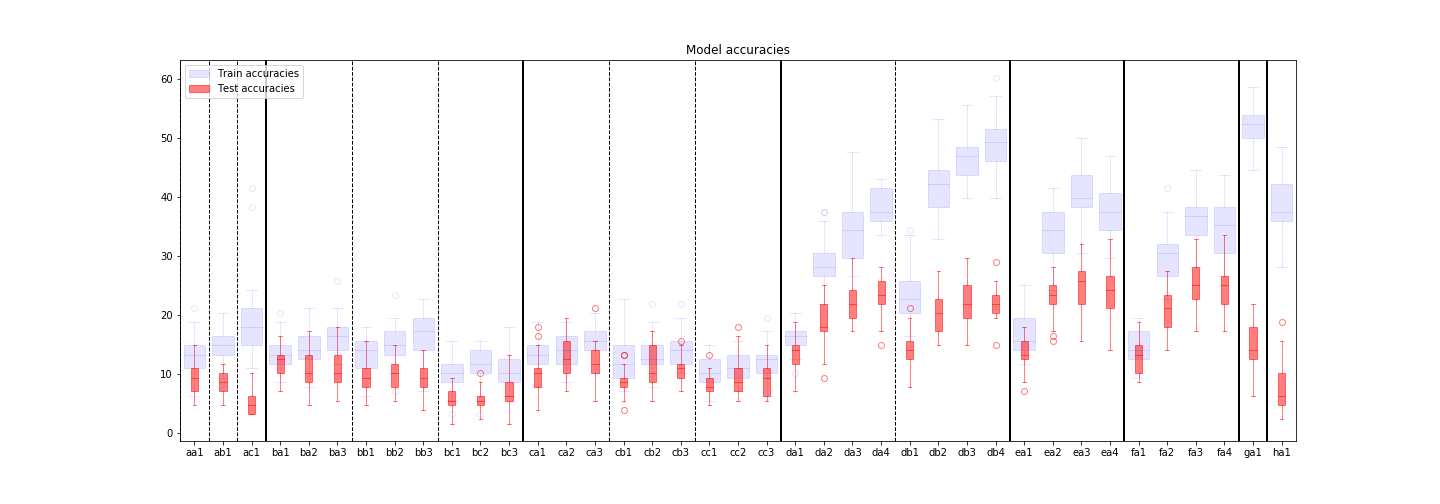 Model accuracies
Train accuracies
Test accuracies
60
50
40
30
20
10
0
aa1 ab1 ac1 ba1 ba2 ba3 bb1 bb2 bb3 bc1 bc2 bc3 ca1 ca2 ca3 cb1 cb2 cb3 cc1 cc2 cc3 da1 da2 da3 da4 db1 db2 db3 db4 ea1 ea2 ea3 ea4 fa1 fa2 fa3 fa4 ga1 ha1